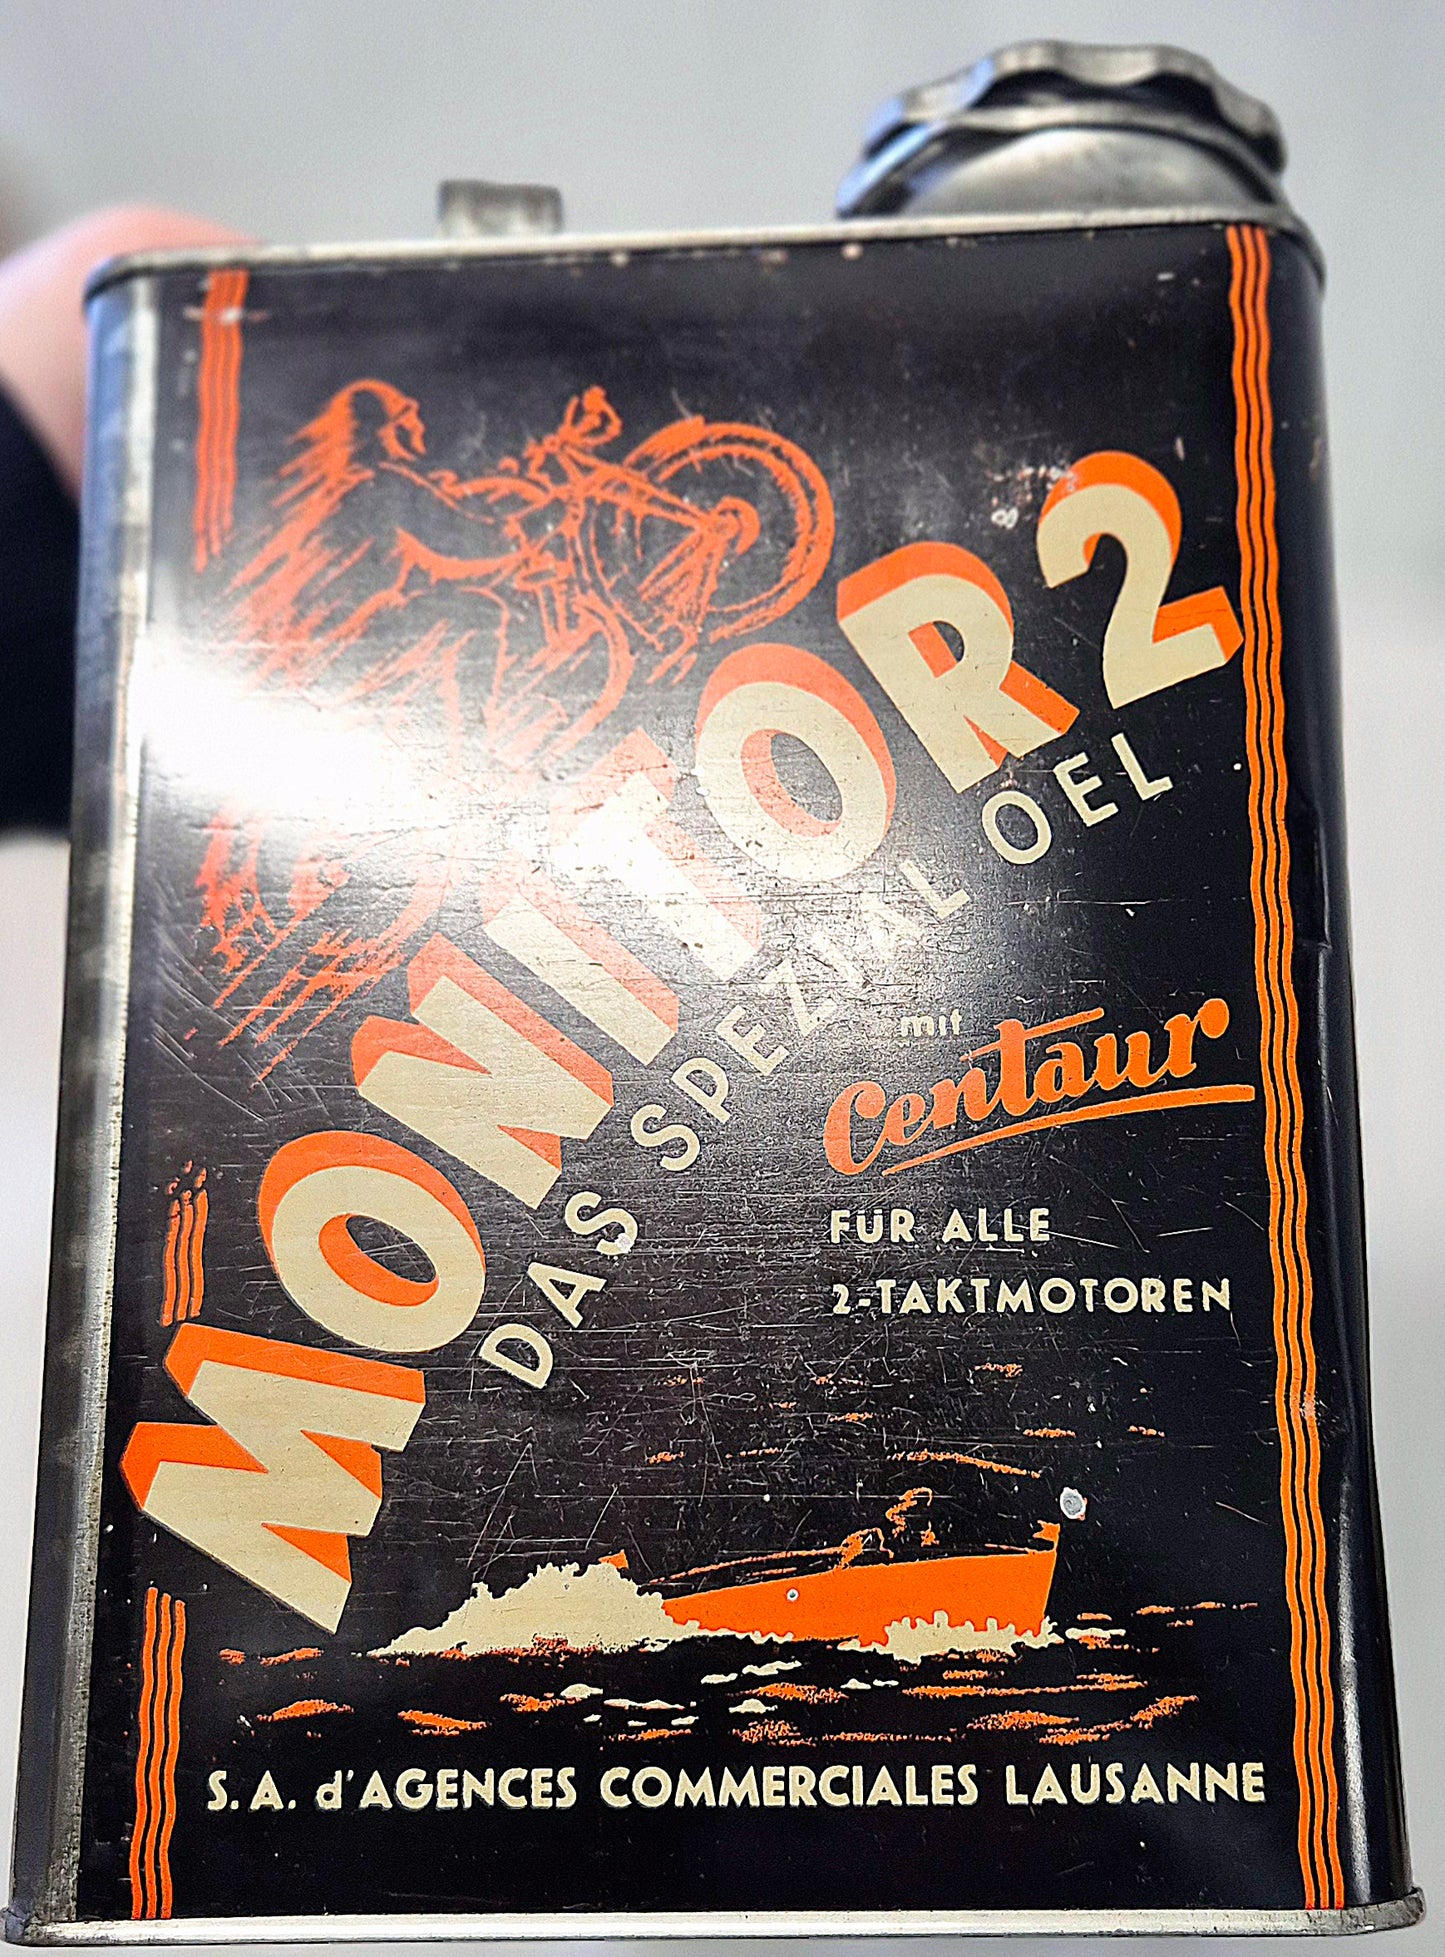 MONITOR 2
DAS SPEZIAL OEL
mit
Centaur
FÜR ALLE
2-TAKTMOTOREN
S.A. d'AGENCES COMMERCIALES LAUSANNE